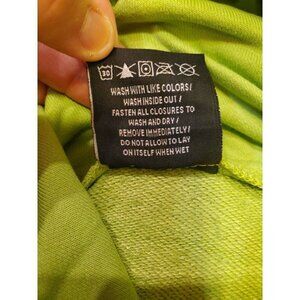 30
WASH WITH LIKE COLORS/
WASH INSIDE OUT/
FASTEN ALL CLOSURES TO
WASH AND DRY/
REMOVE IMMEDIATELY/
DO NOT ALLOW TO LAY
ON ITSELF WHEN WET